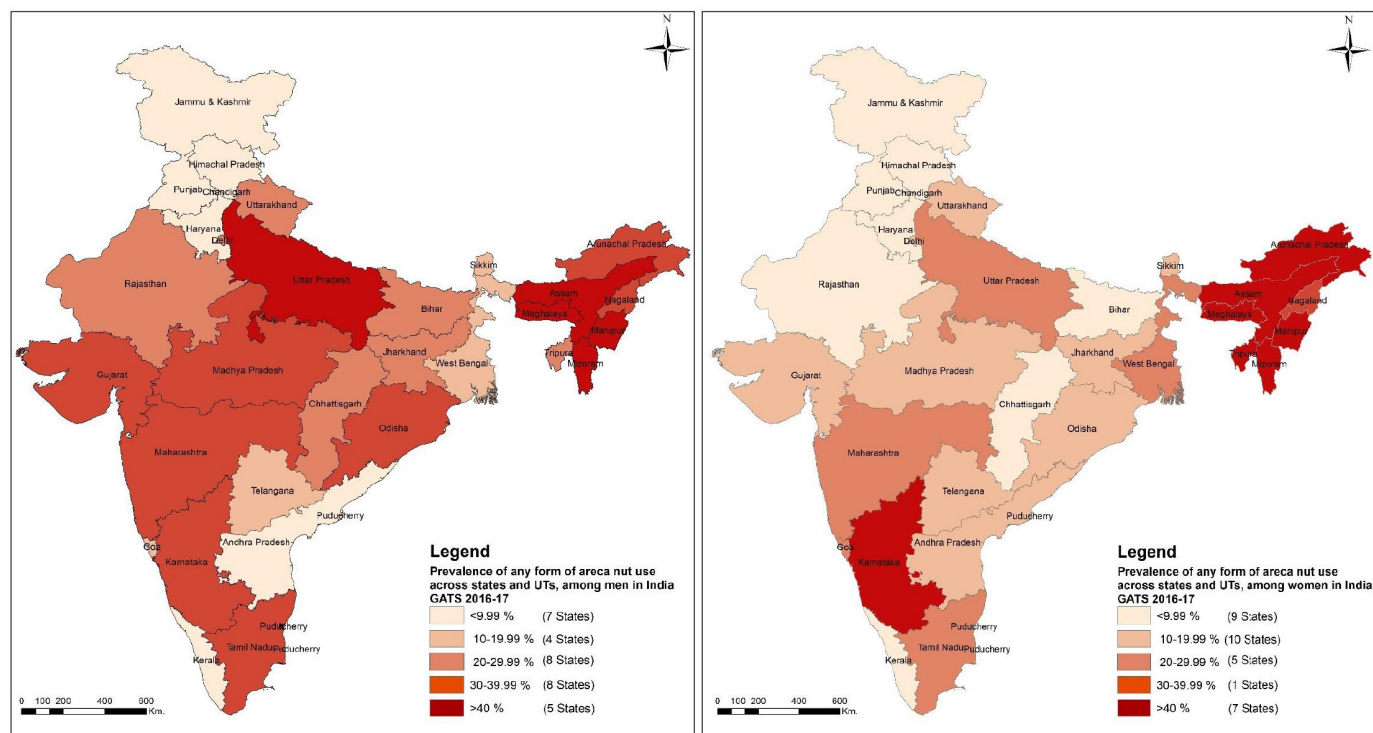 N
Jammu & Kashmir
Himachal Pradesh
Punjab
Chandigarh
Uttarakhand
Haryana
Delhi
Arunachal Pradesh
Sikkim
Rajasthan
Uttar Pradesh
Assam
Nagaland
Bihar
Meghalaya
Manipur
Jharkhand
Tripura
Mizoram
West Bengal
Gujarat
Madhya Pradesh
Chhattisgarh
Odisha
Maharashtra
Telangana
Puducherry
Andhra Pradesh
Goa
Karnataka
Puducherry
Tamil Nadu
Puducherry
Kerala
Legend
Prevalence of any form of areca nut use
across states and UTs, among men in India
GATS 2016-17
<9.99 % (7 States)
10-19.99 % (4 States)
20-29.99 % (8 States)
30-39.99 % (8 States)
>40 % (5 States)
0 100 200 400 600
Km.
N
Jammu & Kashmir
Himachal Pradesh
Punjab
Chandigarh
Uttarakhand
Haryana
Delhi
Arunachal Pradesh
Sikkim
Rajasthan
Uttar Pradesh
Assam
Nagaland
Bihar
Meghalaya
Manipur
Jharkhand
Tripura
Mizoram
West Bengal
Gujarat
Madhya Pradesh
Chhattisgarh
Odisha
Maharashtra
Telangana
Puducherry
Andhra Pradesh
Goa
Karnataka
Puducherry
Tamil Nadu
Puducherry
Kerala
Legend
Prevalence of any form of areca nut use
across states and UTs, among women in India
GATS 2016-17
<9.99 % (9 States)
10-19.99 % (10 States)
20-29.99 % (5 States)
30-39.99 % (1 States)
>40 % (7 States)
0 100 200 400 600
Km.